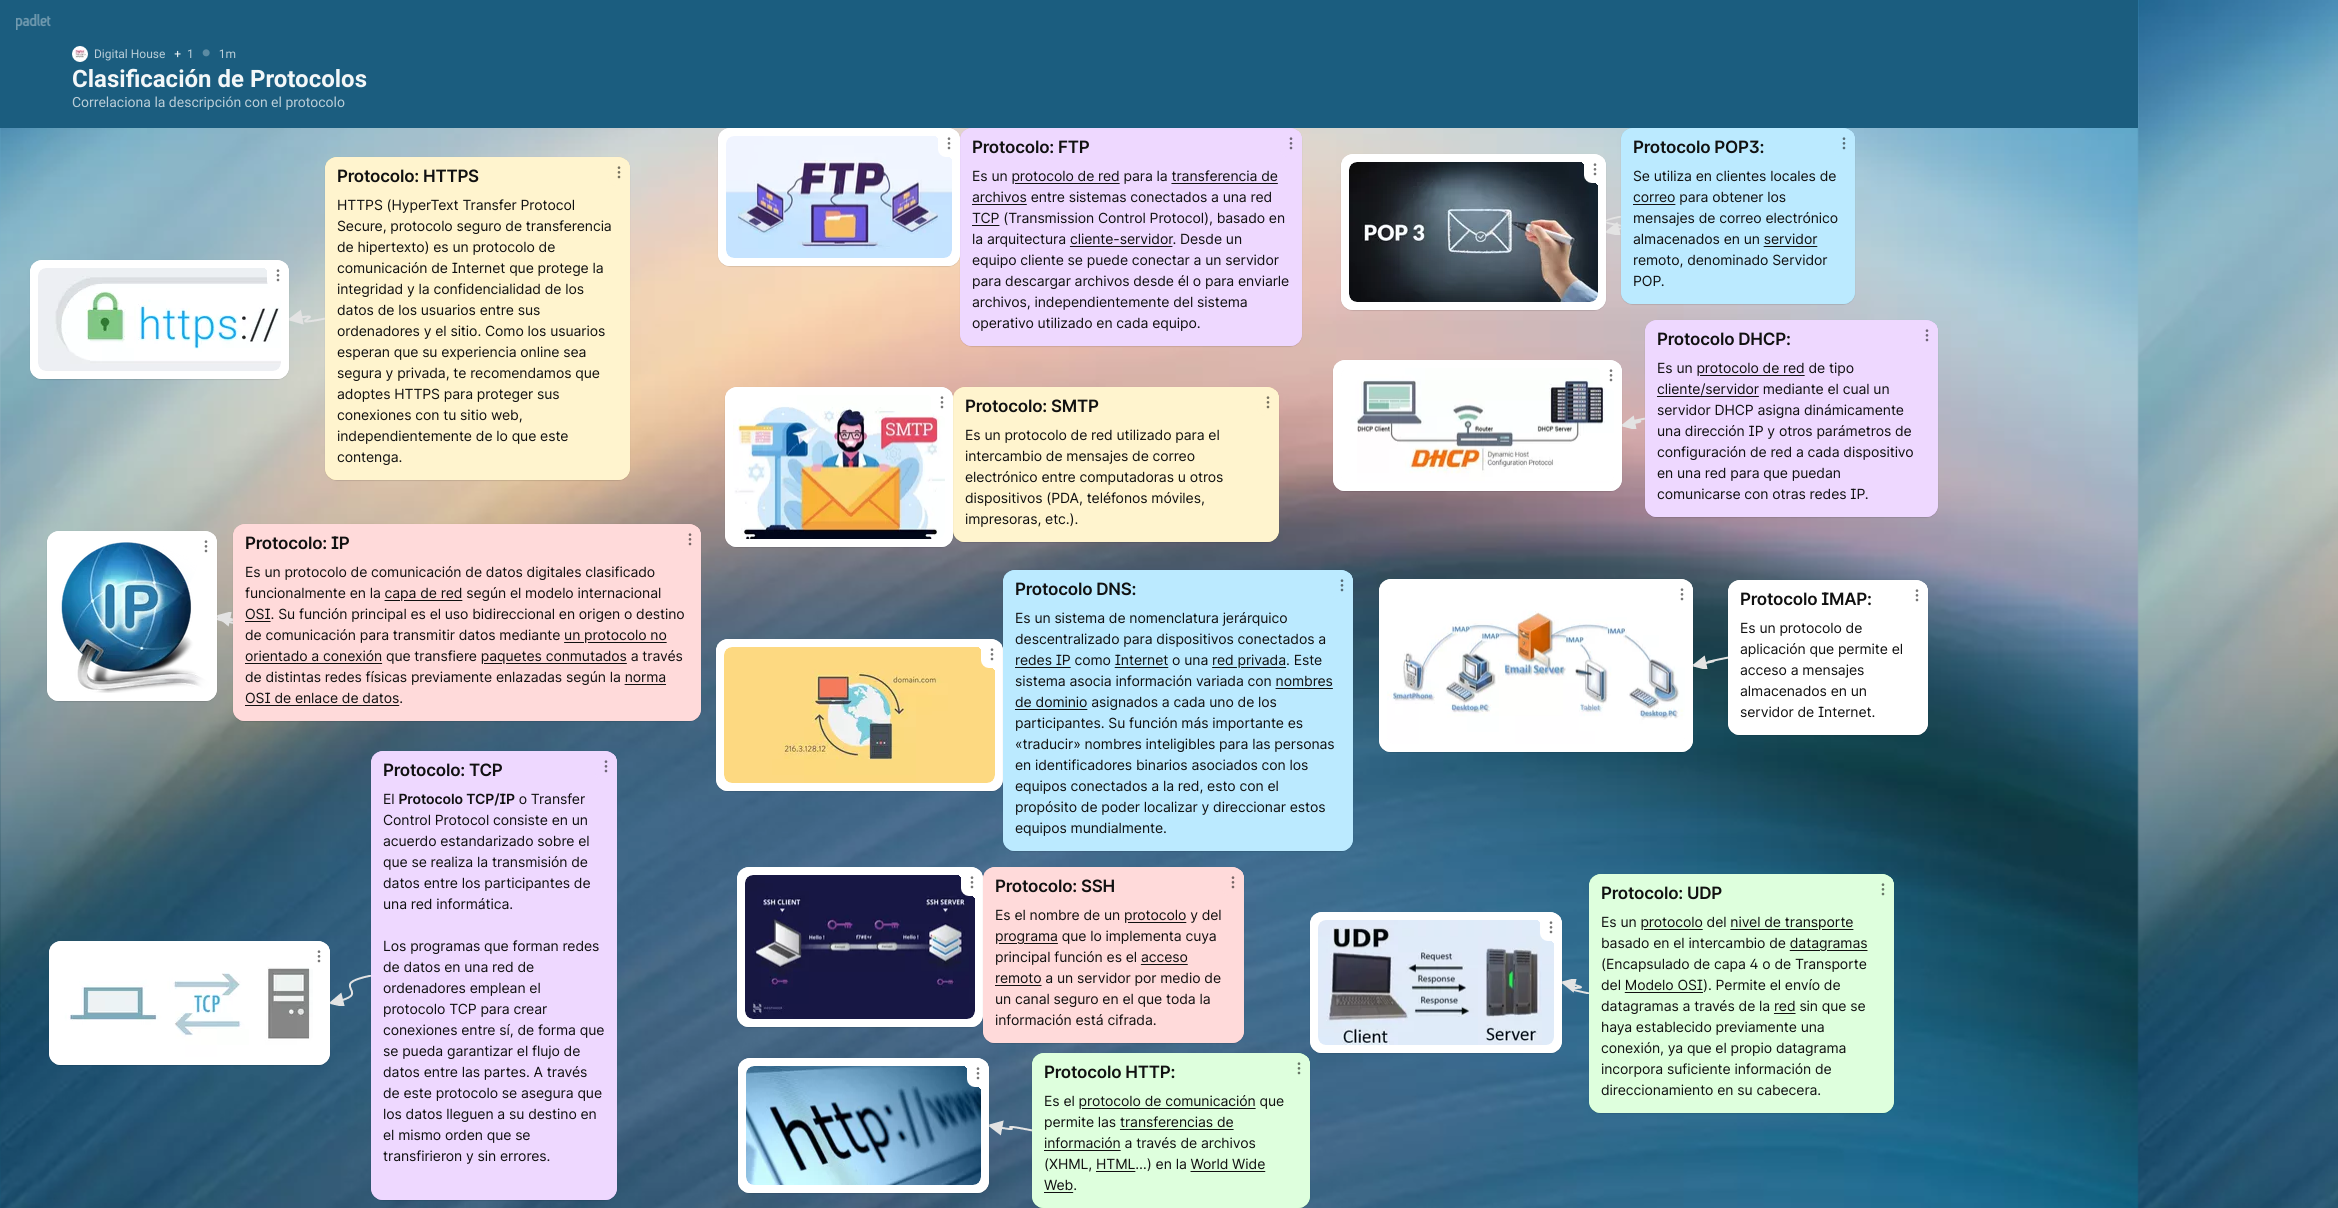 padlet
Digital House + 1 1m
Clasificación de Protocolos
Correlaciona la descripción con el protocolo
https://
Protocolo: HTTPS
HTTPS (HyperText Transfer Protocol
Secure, protocolo seguro de transferencia
de hipertexto) es un protocolo de
comunicación de Internet que protege la
integridad y la confidencialidad de los
datos de los usuarios entre sus
ordenadores y el sitio. Como los usuarios
esperan que su experiencia online sea
segura y privada, te recomendamos que
adoptes HTTPS para proteger sus
conexiones con tu sitio web,
independientemente de lo que este
contenga.
IP
Protocolo: IP
Es un protocolo de comunicación de datos digitales clasificado
funcionalmente en la capa de red según el modelo internacional
OSI. Su función principal es el uso bidireccional en origen o destino
de comunicación para transmitir datos mediante un protocolo no
orientado a conexión que transfiere paquetes conmutados a través
de distintas redes físicas previamente enlazadas según la norma
OSI de enlace de datos.
TCP
Protocolo: TCP
El Protocolo TCP/IP o Transfer
Control Protocol consiste en un
acuerdo estandarizado sobre el
que se realiza la transmisión de
datos entre los participantes de
una red informática.
Los programas que forman redes
de datos en una red de
ordenadores emplean el
protocolo TCP para crear
conexiones entre sí, de forma que
se pueda garantizar el flujo de
datos entre las partes. A través
de este protocolo se asegura que
los datos lleguen a su destino en
el mismo orden que se
transfirieron y sin errores.
FTP
Protocolo: FTP
Es un protocolo de red para la transferencia de
archivos entre sistemas conectados a una red
TCP (Transmission Control Protocol), basado en
la arquitectura cliente-servidor. Desde un
equipo cliente se puede conectar a un servidor
para descargar archivos desde él o para enviarle
archivos, independientemente del sistema
operativo utilizado en cada equipo.
SMTP
Protocolo: SMTP
Es un protocolo de red utilizado para el
intercambio de mensajes de correo
electrónico entre computadoras u otros
dispositivos (PDA, teléfonos móviles,
impresoras, etc.).
domain.com
216.3.128.12
Protocolo DNS:
Es un sistema de nomenclatura jerárquico
descentralizado para dispositivos conectados a
redes IP como Internet o una red privada. Este
sistema asocia información variada con nombres
de dominio asignados a cada uno de los
participantes. Su función más importante es
«traducir» nombres inteligibles para las personas
en identificadores binarios asociados con los
equipos conectados a la red, esto con el
propósito de poder localizar y direccionar estos
equipos mundialmente.
SSH CLIENT SSH SERVER
Hello ! Hello !
Protocolo: SSH
Es el nombre de un protocolo y del
programa que lo implementa cuya
principal función es el acceso
remoto a un servidor por medio de
un canal seguro en el que toda la
información está cifrada.
http://www
Protocolo HTTP:
Es el protocolo de comunicación que
permite las transferencias de
información a través de archivos
(XHML, HTML...) en la World Wide
Web.
POP 3
Protocolo POP3:
Se utiliza en clientes locales de
correo para obtener los
mensajes de correo electrónico
almacenados en un servidor
remoto, denominado Servidor
POP.
DHCP Client Router DHCP Server
DHCP Dynamic Host
Configuration Protocol
Protocolo DHCP:
Es un protocolo de red de tipo
cliente/servidor mediante el cual un
servidor DHCP asigna dinámicamente
una dirección IP y otros parámetros de
configuración de red a cada dispositivo
en una red para que puedan
comunicarse con otras redes IP.
IMAP IMAP IMAP IMAP
Email Server
SmartPhone Desktop PC Tablet Desktop PC
Protocolo IMAP:
Es un protocolo de
aplicación que permite el
acceso a mensajes
almacenados en un
servidor de Internet.
UDP
Request
Response
Response
Client Server
Protocolo: UDP
Es un protocolo del nivel de transporte
basado en el intercambio de datagramas
(Encapsulado de capa 4 o de Transporte
del Modelo OSI). Permite el envío de
datagramas a través de la red sin que se
haya establecido previamente una
conexión, ya que el propio datagrama
incorpora suficiente información de
direccionamiento en su cabecera.